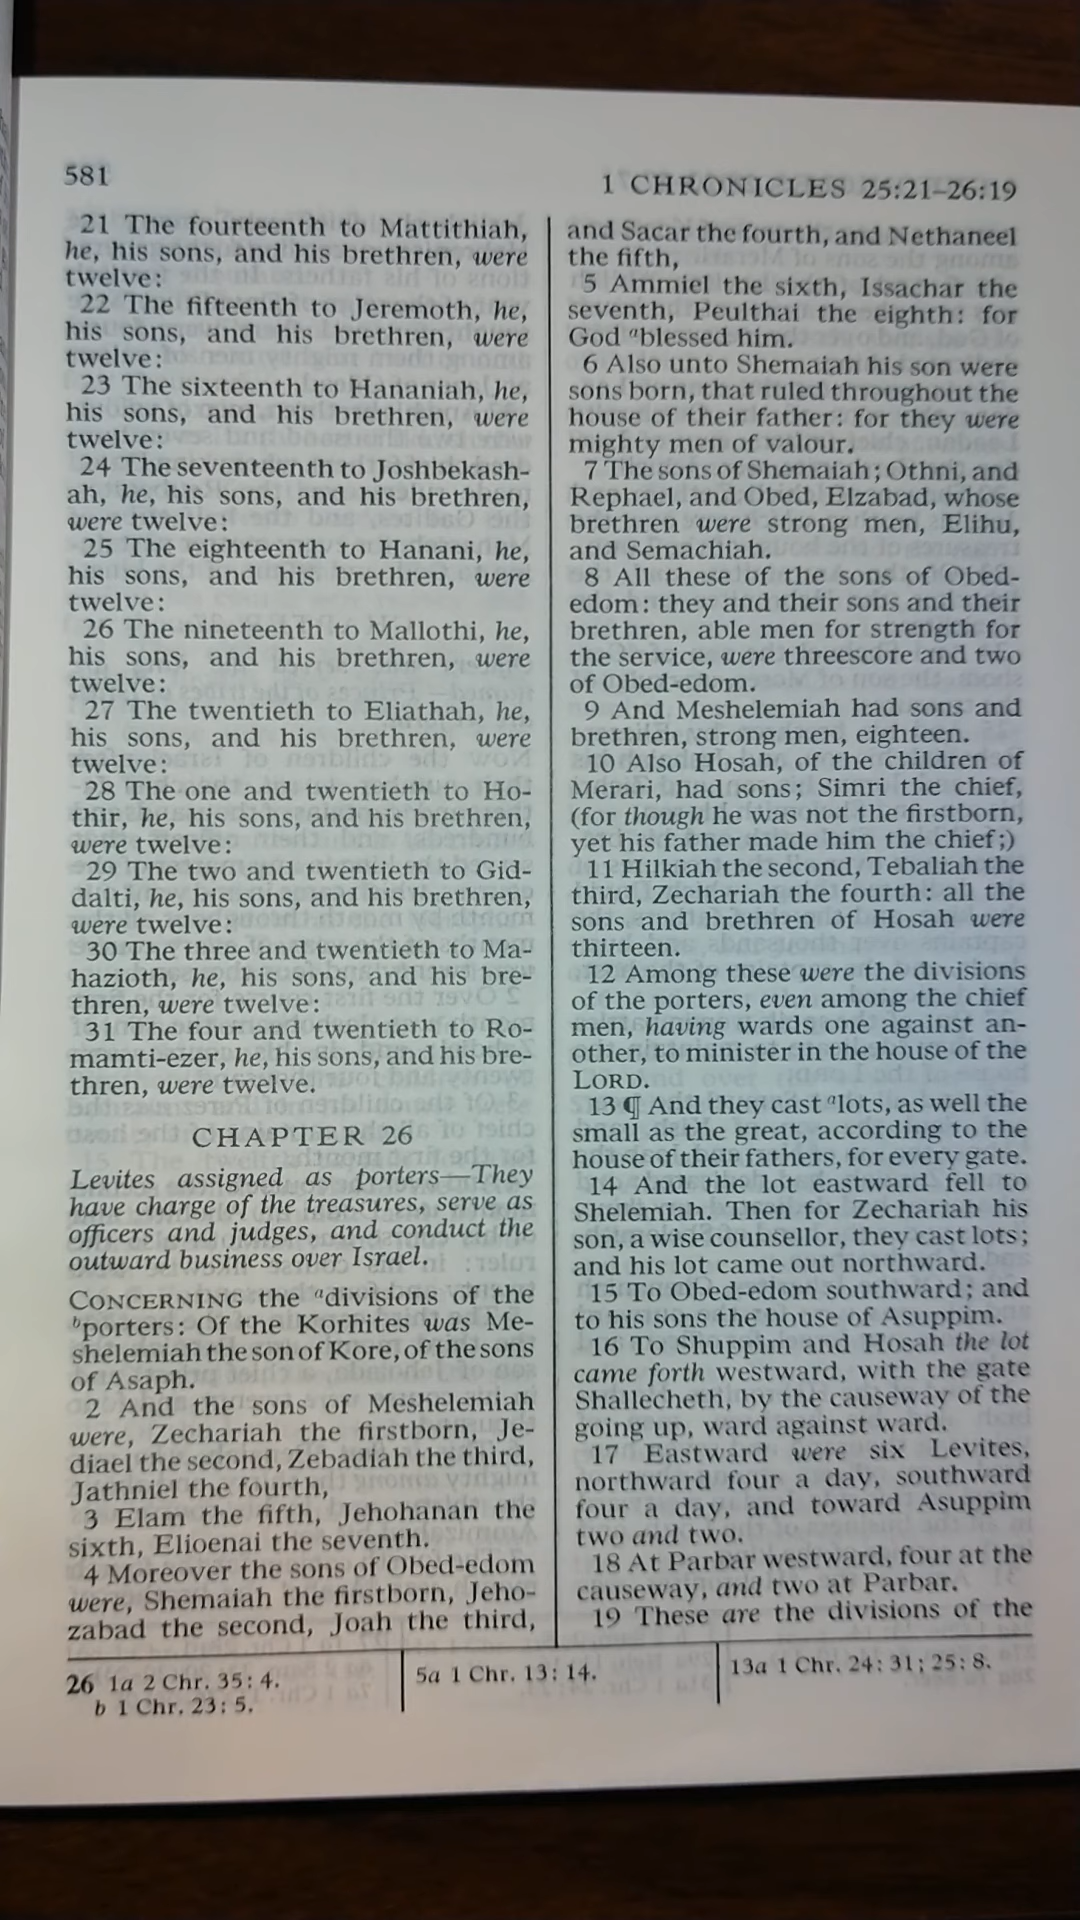 581
1 CHRONICLES 25:21–26:19
21 The fourteenth to Mattithiah,
he, his sons, and his brethren, were
twelve:
22 The fifteenth to Jeremoth, he,
his sons, and his brethren, were
twelve:
23 The sixteenth to Hananiah, he,
his sons, and his brethren, were
twelve:
24 The seventeenth to Joshbekash-
ah, he, his sons, and his brethren,
were twelve:
25 The eighteenth to Hanani, he,
his sons, and his brethren, were
twelve:
26 The nineteenth to Mallothi, he,
his sons, and his brethren, were
twelve:
27 The twentieth to Eliathah, he,
his sons, and his brethren, were
twelve:
28 The one and twentieth to Ho-
thir, he, his sons, and his brethren,
were twelve:
29 The two and twentieth to Gid-
dalti, he, his sons, and his brethren,
were twelve:
30 The three and twentieth to Ma-
hazioth, he, his sons, and his bre-
thren, were twelve:
31 The four and twentieth to Ro-
mamti-ezer, he, his sons, and his bre-
thren, were twelve.
CHAPTER 26
Levites assigned as porters—They
have charge of the treasures, serve as
officers and judges, and conduct the
outward business over Israel.
CONCERNING the ᵃdivisions of the
ᵇporters: Of the Korhites was Me-
shelemiah the son of Kore, of the sons
of Asaph.
2 And the sons of Meshelemiah
were, Zechariah the firstborn, Je-
diael the second, Zebadiah the third,
Jathniel the fourth,
3 Elam the fifth, Jehohanan the
sixth, Elioenai the seventh.
4 Moreover the sons of Obed-edom
were, Shemaiah the firstborn, Jeho-
zabad the second, Joah the third,
and Sacar the fourth, and Nethaneel
the fifth,
5 Ammiel the sixth, Issachar the
seventh, Peulthai the eighth: for
God ᵃblessed him.
6 Also unto Shemaiah his son were
sons born, that ruled throughout the
house of their father: for they were
mighty men of valour.
7 The sons of Shemaiah; Othni, and
Rephael, and Obed, Elzabad, whose
brethren were strong men, Elihu,
and Semachiah.
8 All these of the sons of Obed-
edom: they and their sons and their
brethren, able men for strength for
the service, were threescore and two
of Obed-edom.
9 And Meshelemiah had sons and
brethren, strong men, eighteen.
10 Also Hosah, of the children of
Merari, had sons; Simri the chief,
(for though he was not the firstborn,
yet his father made him the chief;)
11 Hilkiah the second, Tebaliah the
third, Zechariah the fourth: all the
sons and brethren of Hosah were
thirteen.
12 Among these were the divisions
of the porters, even among the chief
men, having wards one against an-
other, to minister in the house of the
LORD.
13 ¶ And they cast ᵃlots, as well the
small as the great, according to the
house of their fathers, for every gate.
14 And the lot eastward fell to
Shelemiah. Then for Zechariah his
son, a wise counsellor, they cast lots;
and his lot came out northward.
15 To Obed-edom southward; and
to his sons the house of Asuppim.
16 To Shuppim and Hosah the lot
came forth westward, with the gate
Shallecheth, by the causeway of the
going up, ward against ward.
17 Eastward were six Levites,
northward four a day, southward
four a day, and toward Asuppim
two and two.
18 At Parbar westward, four at the
causeway, and two at Parbar.
19 These are the divisions of the
26 1a 2 Chr. 35: 4.
b 1 Chr. 23: 5.
5a 1 Chr. 13: 14.
13a 1 Chr. 24: 31; 25: 8.